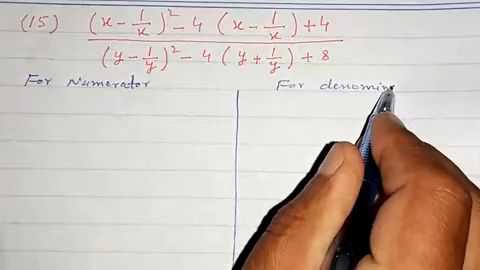 (15) (x - 1/x)² - 4 (x - 1/x) + 4
(y - 1/y)² - 4 (y + 1/y) + 8
For Numerator
For denomin